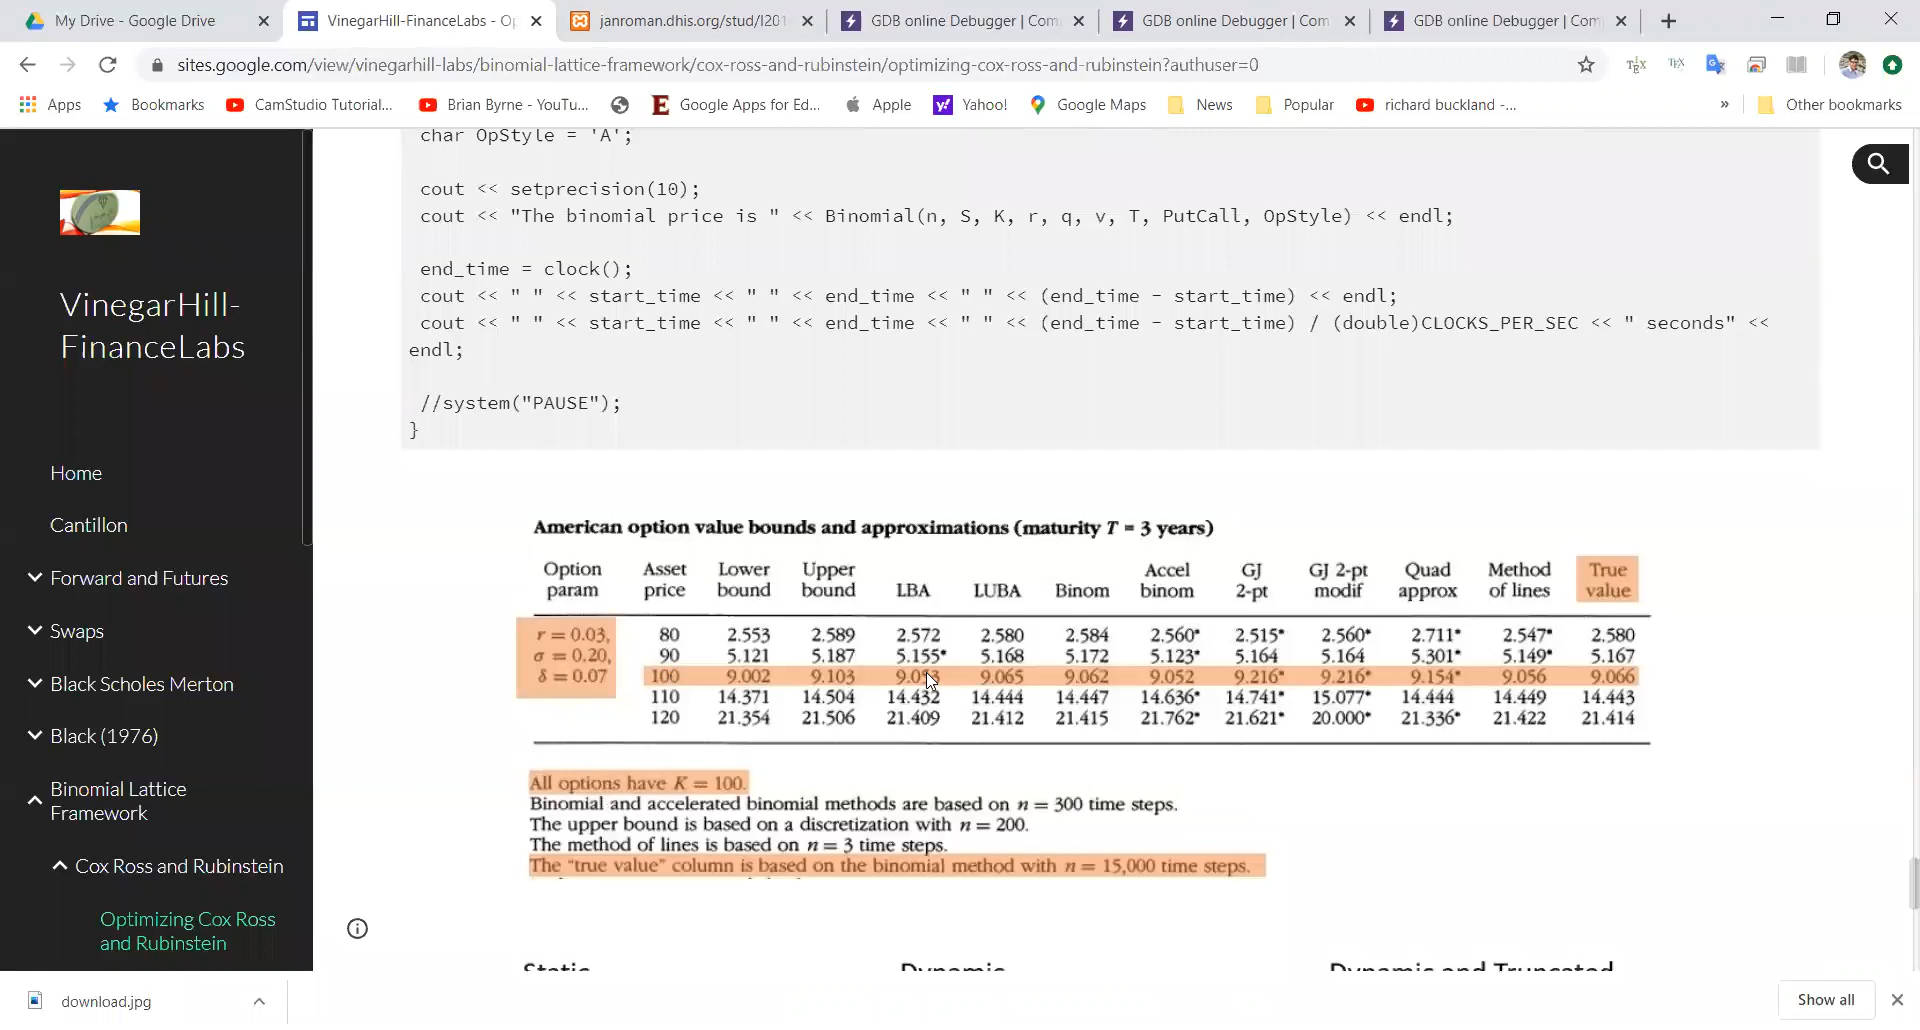 My Drive - Google Drive
VinegarHill-FinanceLabs - Op
janroman.dhis.org/stud/I201
GDB online Debugger | Com
GDB online Debugger | Com
GDB online Debugger | Com
sites.google.com/view/vinegarhill-labs/binomial-lattice-framework/cox-ross-and-rubinstein/optimizing-cox-ross-and-rubinstein?authuser=0
Apps Bookmarks CamStudio Tutorial... Brian Byrne - YouTu... Google Apps for Ed... Apple Yahoo! Google Maps News Popular richard buckland -... » Other bookmarks
VinegarHill-
FinanceLabs
Home
Cantillon
Forward and Futures
Swaps
Black Scholes Merton
Black (1976)
Binomial Lattice
Framework
Cox Ross and Rubinstein
Optimizing Cox Ross
and Rubinstein
char OpStyle = 'A';
cout << setprecision(10);
cout << "The binomial price is " << Binomial(n, S, K, r, q, v, T, PutCall, OpStyle) << endl;
end_time = clock();
cout << " " << start_time << " " << end_time << " " << (end_time - start_time) << endl;
cout << " " << start_time << " " << end_time << " " << (end_time - start_time) / (double)CLOCKS_PER_SEC << " seconds" <<
endl;
//system("PAUSE");
}
American option value bounds and approximations (maturity T = 3 years)
Option Asset Lower Upper Accel GJ GJ 2-pt Quad Method True
param price bound bound LBA LUBA Binom binom 2-pt modif approx of lines value
r = 0.03, 80 2.553 2.589 2.572 2.580 2.584 2.560* 2.515* 2.560* 2.711* 2.547* 2.580
σ = 0.20, 90 5.121 5.187 5.155* 5.168 5.172 5.123* 5.164 5.164 5.301* 5.149* 5.167
δ = 0.07 100 9.002 9.103 9.065 9.062 9.052 9.216* 9.216* 9.154* 9.056 9.066
110 14.371 14.504 14.432 14.444 14.447 14.636* 14.741* 15.077* 14.444 14.449 14.443
120 21.354 21.506 21.409 21.412 21.415 21.762* 21.621* 20.000* 21.336* 21.422 21.414
All options have K = 100.
Binomial and accelerated binomial methods are based on n = 300 time steps.
The upper bound is based on a discretization with n = 200.
The method of lines is based on n = 3 time steps.
The "true value" column is based on the binomial method with n = 15,000 time steps.
Static Dynamic Dynamic and Truncated
download.jpg
Show all